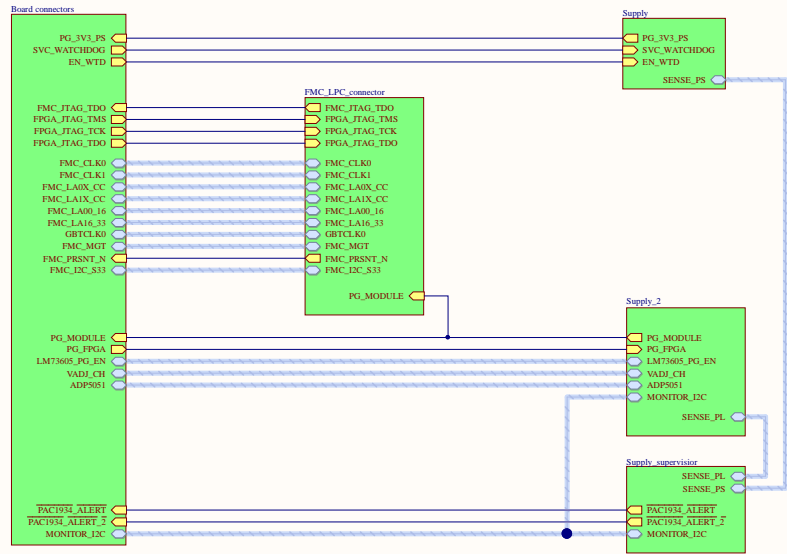 Board connectors
PG_3V3_PS
SVC_WATCHDOG
EN_WTD
FMC_JTAG_TDO
FPGA_JTAG_TMS
FPGA_JTAG_TCK
FPGA_JTAG_TDO
FMC_CLK0
FMC_CLK1
FMC_LA0X_CC
FMC_LA1X_CC
FMC_LA00_16
FMC_LA16_33
GBTCLK0
FMC_MGT
FMC_PRSNT_N
FMC_I2C_S33
PG_MODULE
PG_FPGA
LM73605_PG_EN
VADJ_CH
ADP5051
PAC1934_ALERT
PAC1934_ALERT_2
MONITOR_I2C
FMC_LPC_connector
FMC_JTAG_TDO
FPGA_JTAG_TMS
FPGA_JTAG_TCK
FPGA_JTAG_TDO
FMC_CLK0
FMC_CLK1
FMC_LA0X_CC
FMC_LA1X_CC
FMC_LA00_16
FMC_LA16_33
GBTCLK0
FMC_MGT
FMC_PRSNT_N
FMC_I2C_S33
PG_MODULE
Supply
PG_3V3_PS
SVC_WATCHDOG
EN_WTD
SENSE_PS
Supply_2
PG_MODULE
PG_FPGA
LM73605_PG_EN
VADJ_CH
ADP5051
MONITOR_I2C
SENSE_PL
Supply_supervisior
SENSE_PL
SENSE_PS
PAC1934_ALERT
PAC1934_ALERT_2
MONITOR_I2C